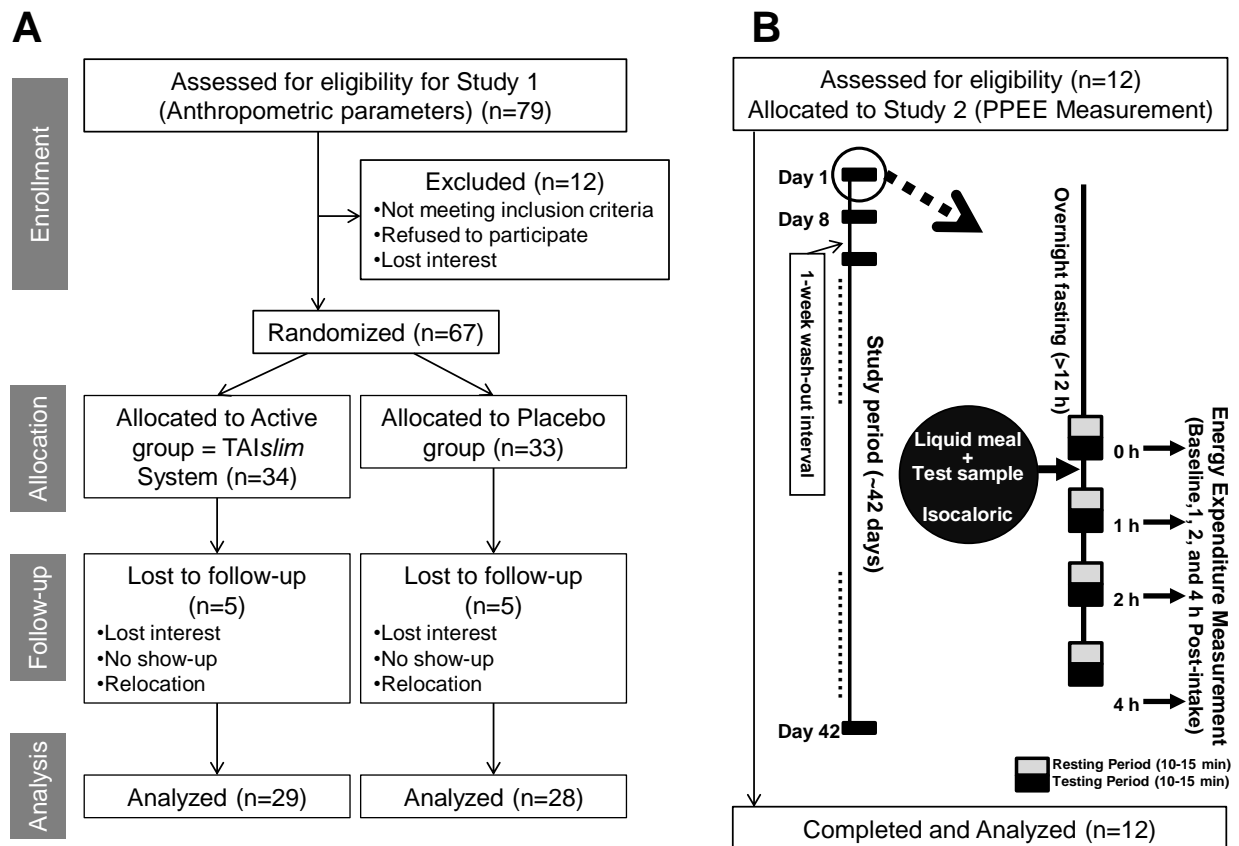 A
Enrollment
Assessed for eligibility for Study 1
(Anthropometric parameters) (n=79)
Excluded (n=12)
•Not meeting inclusion criteria
•Refused to participate
•Lost interest
Randomized (n=67)
Allocation
Allocated to Active
group = TAIslim
System (n=34)
Allocated to Placebo
group (n=33)
Follow-up
Lost to follow-up
(n=5)
•Lost interest
•No show-up
•Relocation
Lost to follow-up
(n=5)
•Lost interest
•No show-up
•Relocation
Analysis
Analyzed (n=29)
Analyzed (n=28)
B
Assessed for eligibility (n=12)
Allocated to Study 2 (PPEE Measurement)
Day 1
Day 8
1-week wash-out interval
Study period (~42 days)
Day 42
Liquid meal
+
Test sample
Isocaloric
Overnight fasting (>12 h)
0 h
1 h
2 h
4 h
Energy Expenditure Measurement
(Baseline,1, 2, and 4 h Post-intake)
Resting Period (10-15 min)
Testing Period (10-15 min)
Completed and Analyzed (n=12)